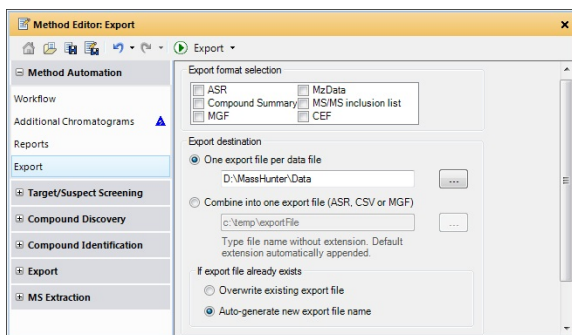 Method Editor: Export
Export
Method Automation
Workflow
Additional Chromatograms
Reports
Export
Target/Suspect Screening
Compound Discovery
Compound Identification
Export
MS Extraction
Export format selection
ASR MzData
Compound Summary MS/MS inclusion list
MGF CEF
Export destination
One export file per data file
D:\MassHunter\Data
...
Combine into one export file (ASR, CSV or MGF)
c:\temp\exportFile
...
Type file name without extension. Default
extension automatically appended.
If export file already exists
Overwrite existing export file
Auto-generate new export file name